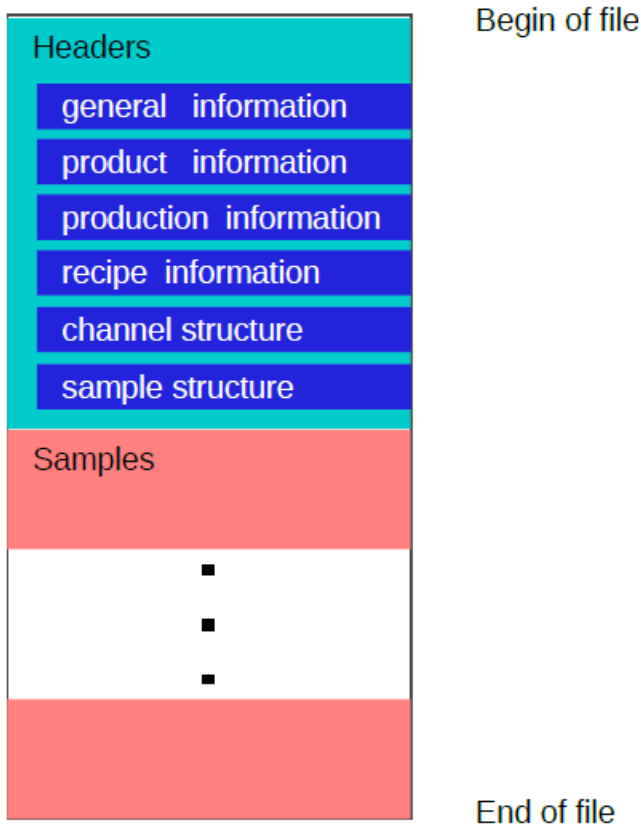 Begin of file
Headers
general information
product information
production information
recipe information
channel structure
sample structure
Samples
End of file